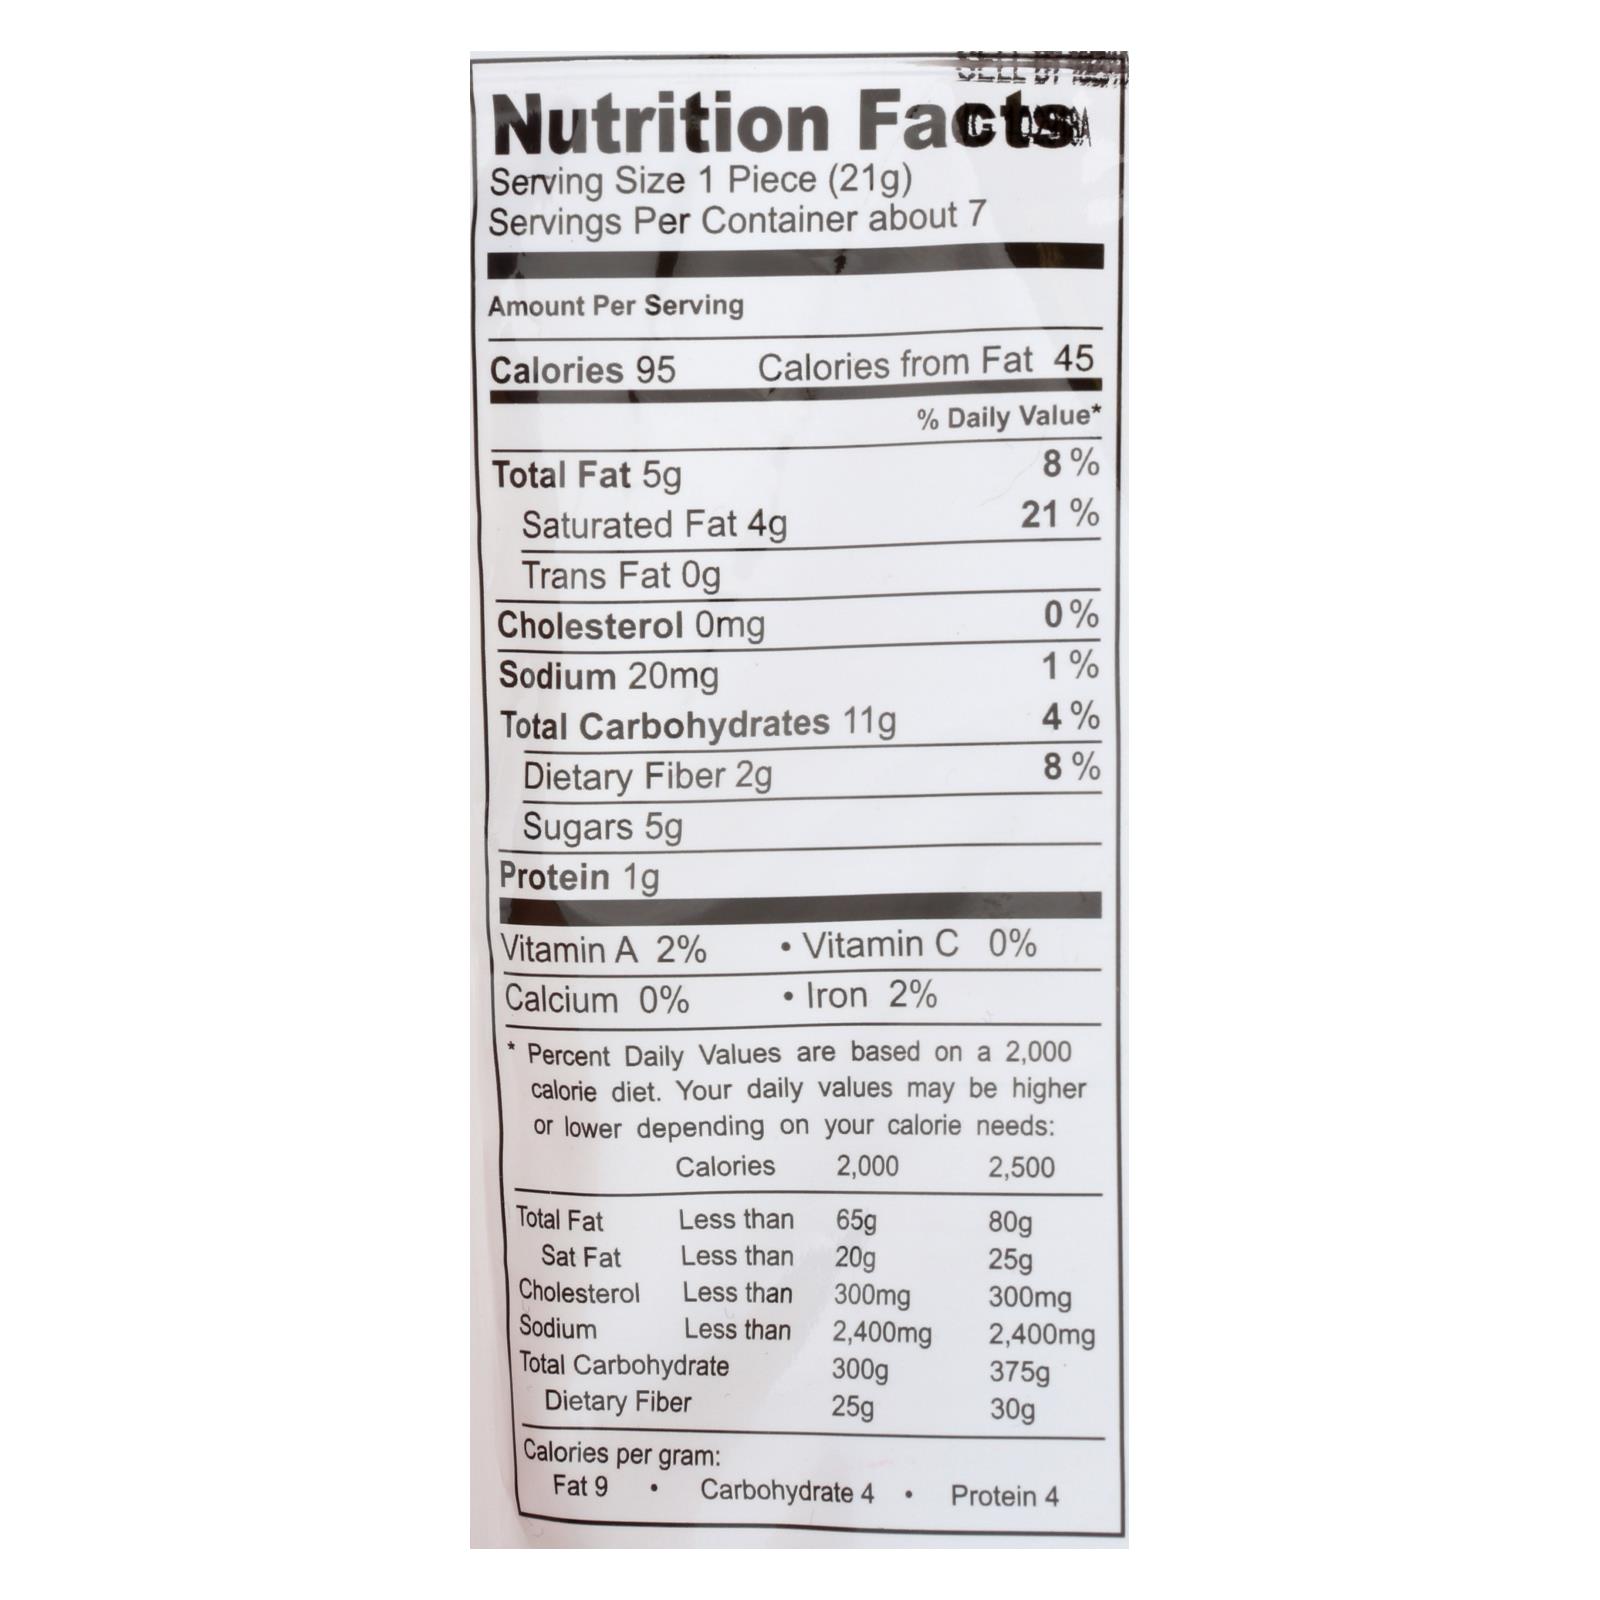 SELL BY
Nutrition Facts
Serving Size 1 Piece (21g)
Servings Per Container about 7
Amount Per Serving
Calories 95 Calories from Fat 45
% Daily Value*
Total Fat 5g 8 %
Saturated Fat 4g 21 %
Trans Fat 0g
Cholesterol 0mg 0 %
Sodium 20mg 1 %
Total Carbohydrates 11g 4 %
Dietary Fiber 2g 8 %
Sugars 5g
Protein 1g
Vitamin A 2% • Vitamin C 0%
Calcium 0% • Iron 2%
* Percent Daily Values are based on a 2,000
calorie diet. Your daily values may be higher
or lower depending on your calorie needs:
Calories 2,000 2,500
Total Fat Less than 65g 80g
Sat Fat Less than 20g 25g
Cholesterol Less than 300mg 300mg
Sodium Less than 2,400mg 2,400mg
Total Carbohydrate 300g 375g
Dietary Fiber 25g 30g
Calories per gram:
Fat 9 • Carbohydrate 4 • Protein 4